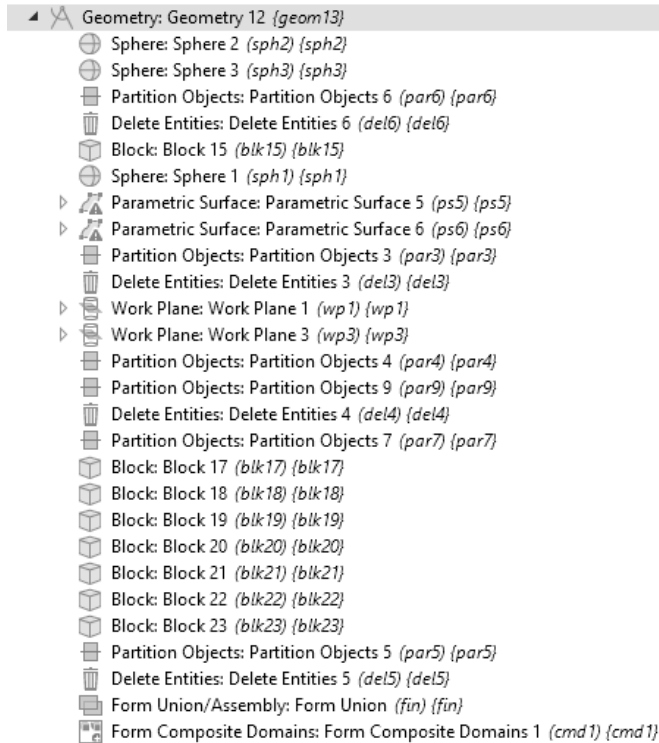 Geometry: Geometry 12 {geom13}
Sphere: Sphere 2 (sph2) {sph2}
Sphere: Sphere 3 (sph3) {sph3}
Partition Objects: Partition Objects 6 (par6) {par6}
Delete Entities: Delete Entities 6 (del6) {del6}
Block: Block 15 (blk15) {blk15}
Sphere: Sphere 1 (sph1) {sph1}
Parametric Surface: Parametric Surface 5 (ps5) {ps5}
Parametric Surface: Parametric Surface 6 (ps6) {ps6}
Partition Objects: Partition Objects 3 (par3) {par3}
Delete Entities: Delete Entities 3 (del3) {del3}
Work Plane: Work Plane 1 (wp1) {wp1}
Work Plane: Work Plane 3 (wp3) {wp3}
Partition Objects: Partition Objects 4 (par4) {par4}
Partition Objects: Partition Objects 9 (par9) {par9}
Delete Entities: Delete Entities 4 (del4) {del4}
Partition Objects: Partition Objects 7 (par7) {par7}
Block: Block 17 (blk17) {blk17}
Block: Block 18 (blk18) {blk18}
Block: Block 19 (blk19) {blk19}
Block: Block 20 (blk20) {blk20}
Block: Block 21 (blk21) {blk21}
Block: Block 22 (blk22) {blk22}
Block: Block 23 (blk23) {blk23}
Partition Objects: Partition Objects 5 (par5) {par5}
Delete Entities: Delete Entities 5 (del5) {del5}
Form Union/Assembly: Form Union (fin) {fin}
Form Composite Domains: Form Composite Domains 1 (cmd1) {cmd1}